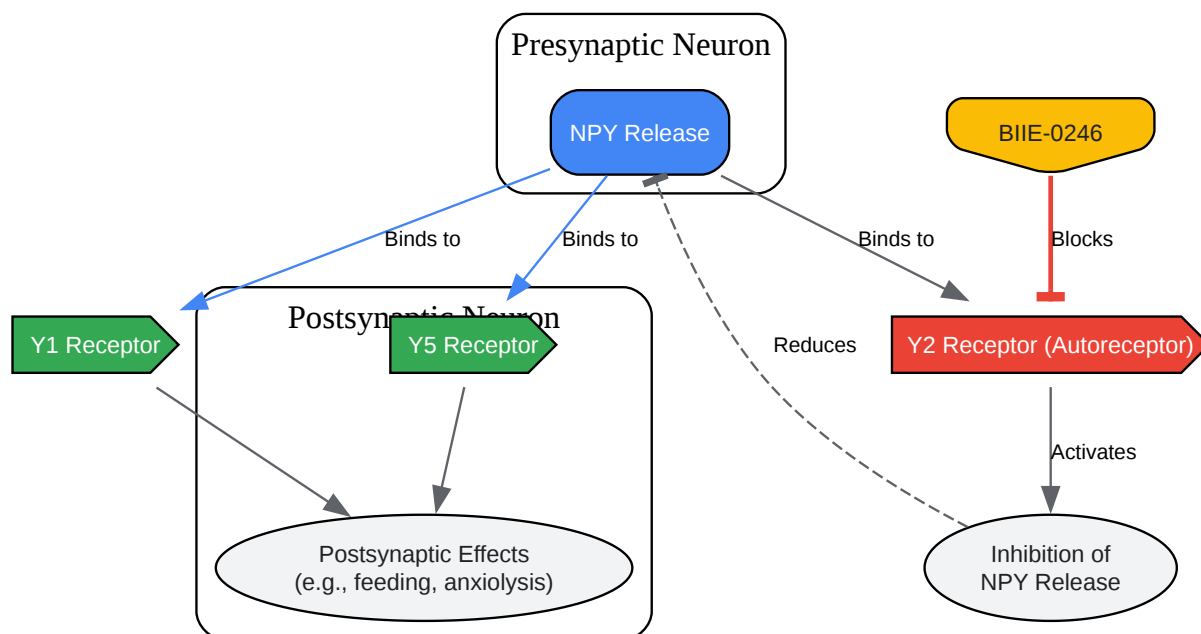 Presynaptic Neuron
NPY Release
BIIE-0246
Binds to
Binds to
Binds to
Blocks
Postsynaptic Neuron
Y1 Receptor
Y5 Receptor
Reduces
Y2 Receptor (Autoreceptor)
Activates
Postsynaptic Effects
(e.g., feeding, anxiolysis)
Inhibition of
NPY Release